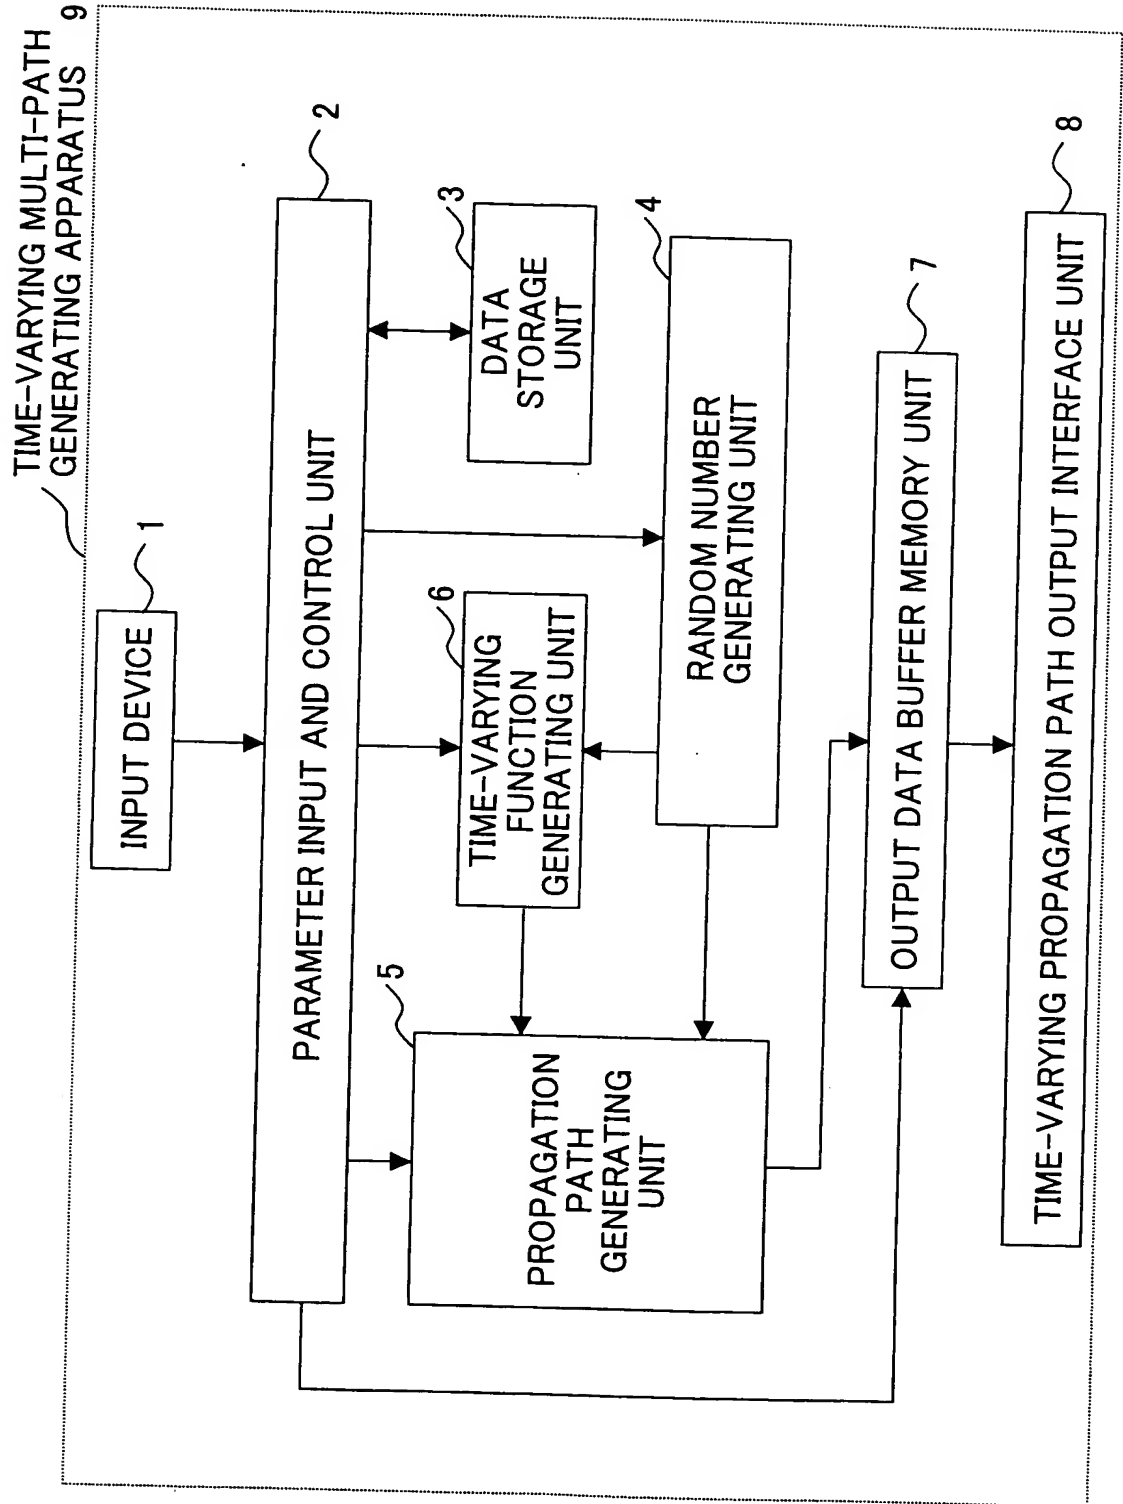 TIME-VARYING MULTI-PATH
GENERATING APPARATUS 9
1
INPUT DEVICE
2
PARAMETER INPUT AND CONTROL UNIT
3
DATA
STORAGE
UNIT
6
TIME-VARYING
FUNCTION
GENERATING UNIT
4
RANDOM NUMBER
GENERATING UNIT
5
PROPAGATION
PATH
GENERATING
UNIT
7
OUTPUT DATA BUFFER MEMORY UNIT
8
TIME-VARYING PROPAGATION PATH OUTPUT INTERFACE UNIT